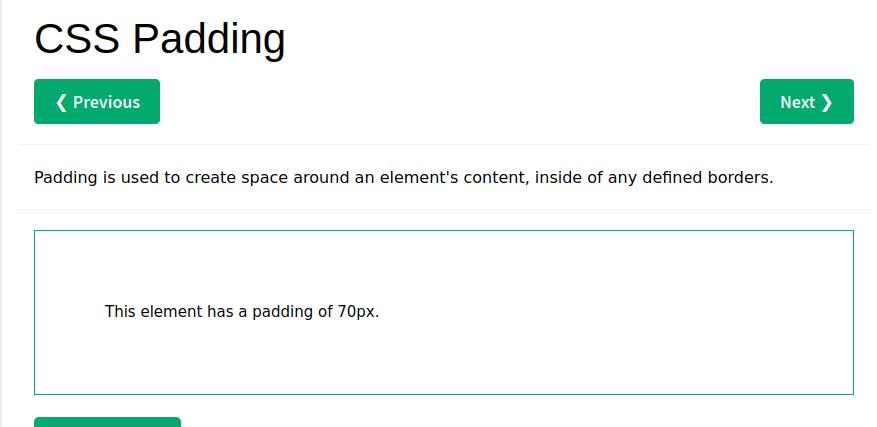 CSS Padding
❮ Previous
Next ❯
Padding is used to create space around an element's content, inside of any defined borders.
This element has a padding of 70px.